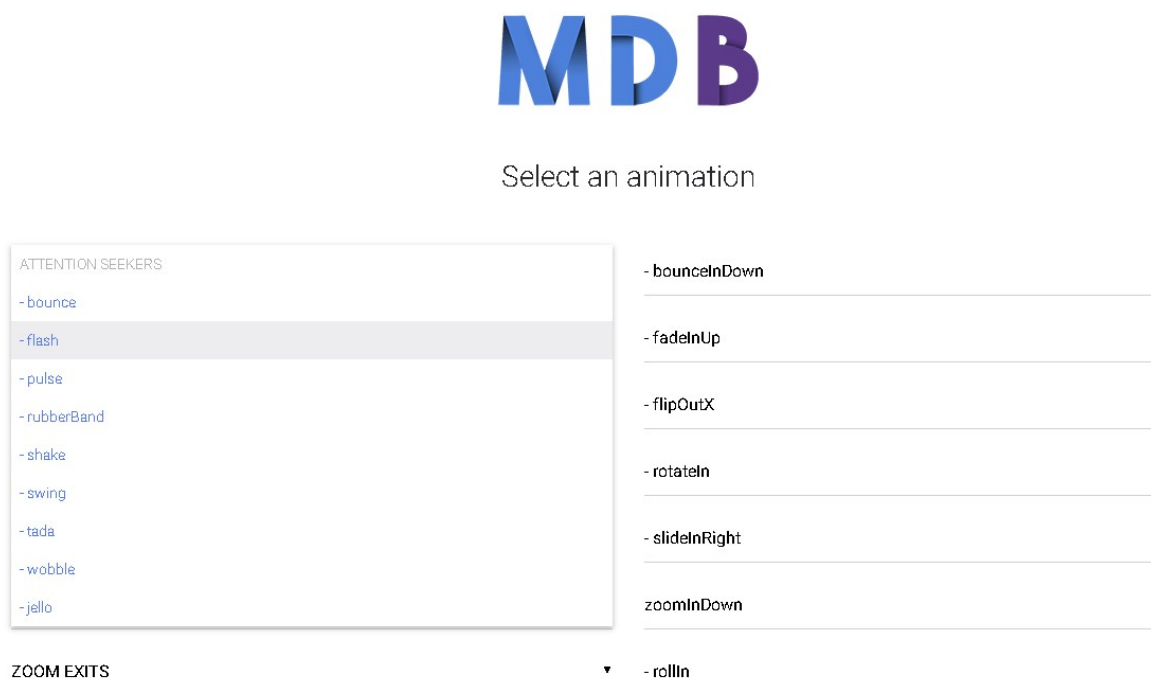 MDB
Select an animation
ATTENTION SEEKERS
- bounce
- flash
- pulse
- rubberBand
- shake
- swing
- tada
- wobble
- jello
ZOOM EXITS
- bounceInDown
- fadeInUp
- flipOutX
- rotateIn
- slideInRight
zoomInDown
- rollIn